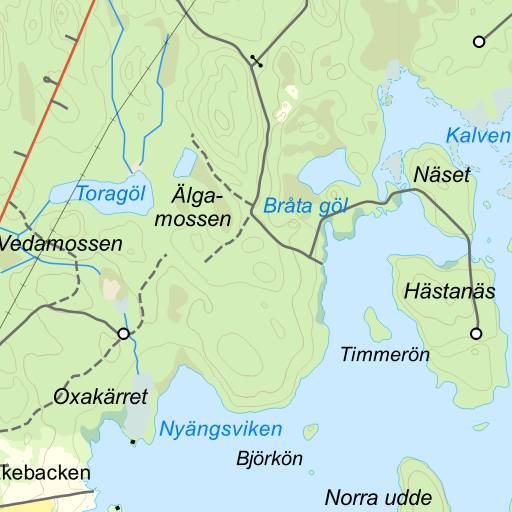 Kalven
Näset
Toragöl
Älga-
mossen
Bråta göl
Vedamossen
Hästanäs
Timmerön
Oxakärret
Nyängsviken
Björkön
kebacken
Norra udde